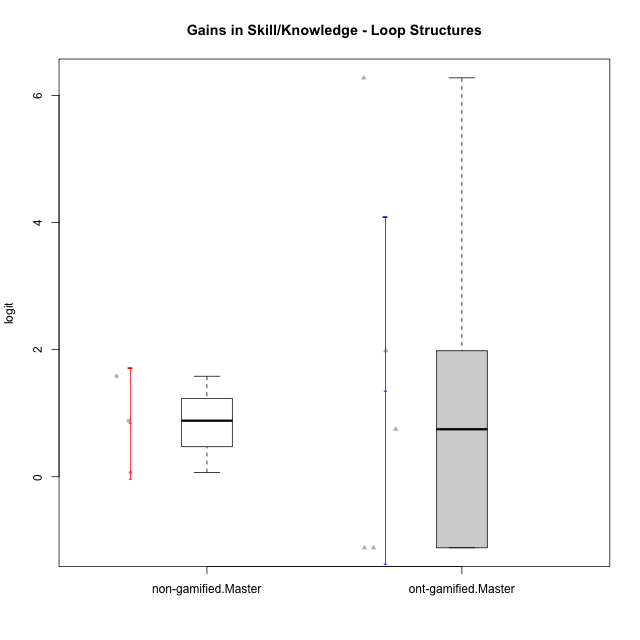 Gains in Skill/Knowledge - Loop Structures
6
4
2
0
logit
non-gamified.Master
ont-gamified.Master